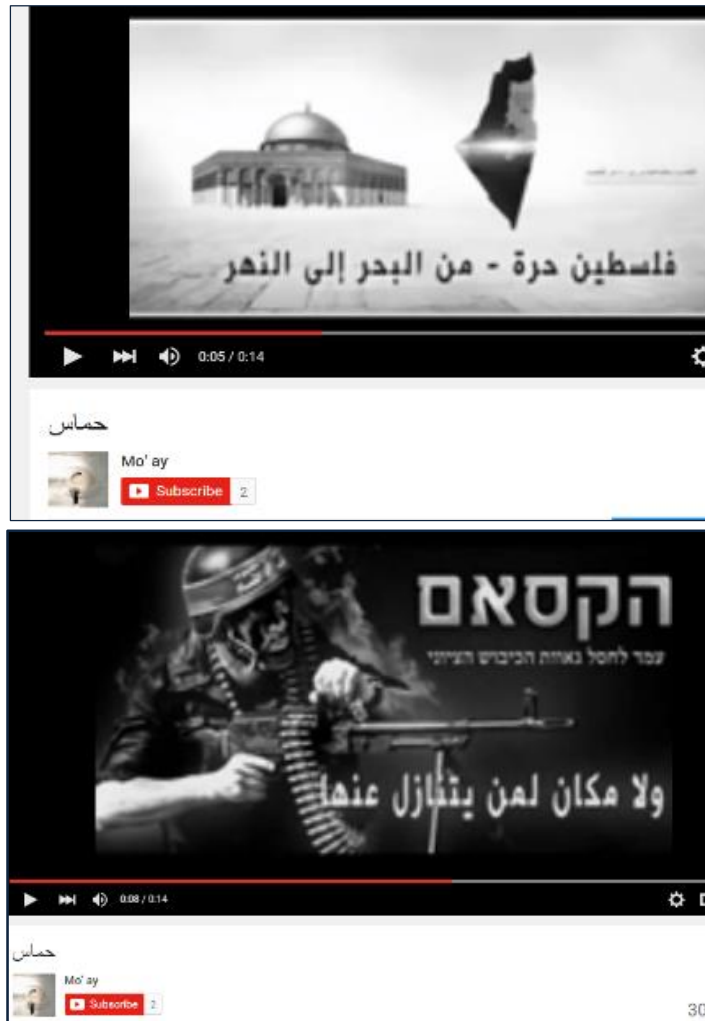 فلسطين حرة - من البحر إلى النهر
0:05 / 0:14
حماس
Mo' ay
Subscribe 2
הקסאם
עמד לחסל גאוות הכיבוש הציוני
ولا مكان لمن يتنازل عنها
0:08 / 0:14
حماس
Mo' ay
Subscribe 2
30